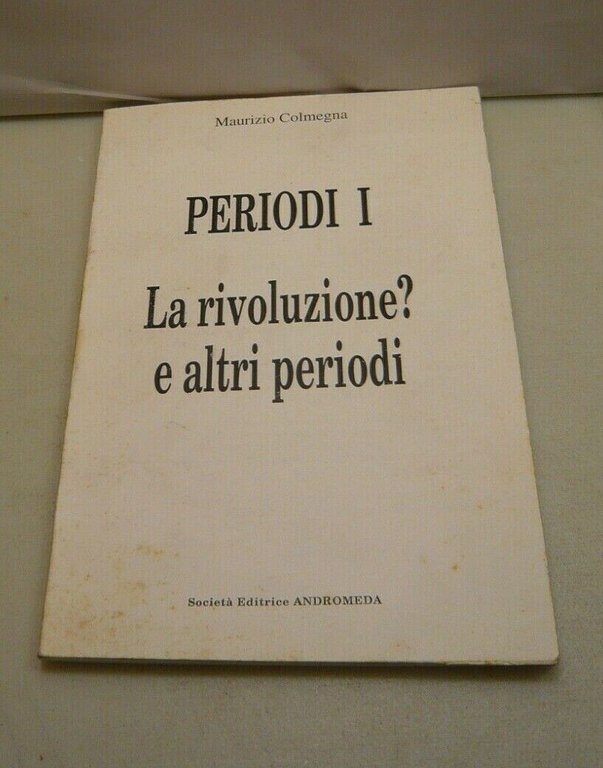 Maurizio Colmegna
PERIODI I
La rivoluzione?
e altri periodi
Società Editrice ANDROMEDA